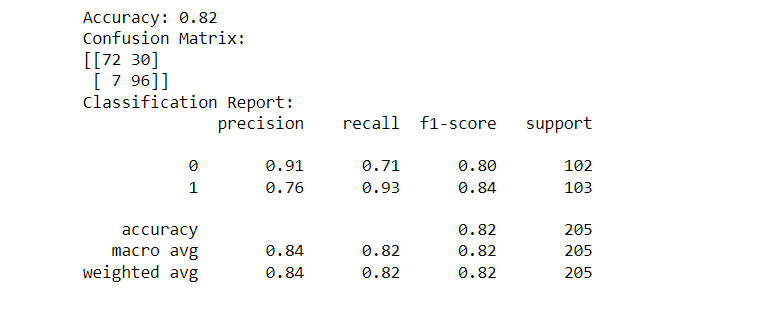 Accuracy: 0.82
Confusion Matrix:
[[72 30]
 [ 7 96]]
Classification Report:
              precision    recall  f1-score   support

           0       0.91      0.71      0.80       102
           1       0.76      0.93      0.84       103

    accuracy                           0.82       205
   macro avg       0.84      0.82      0.82       205
weighted avg       0.84      0.82      0.82       205